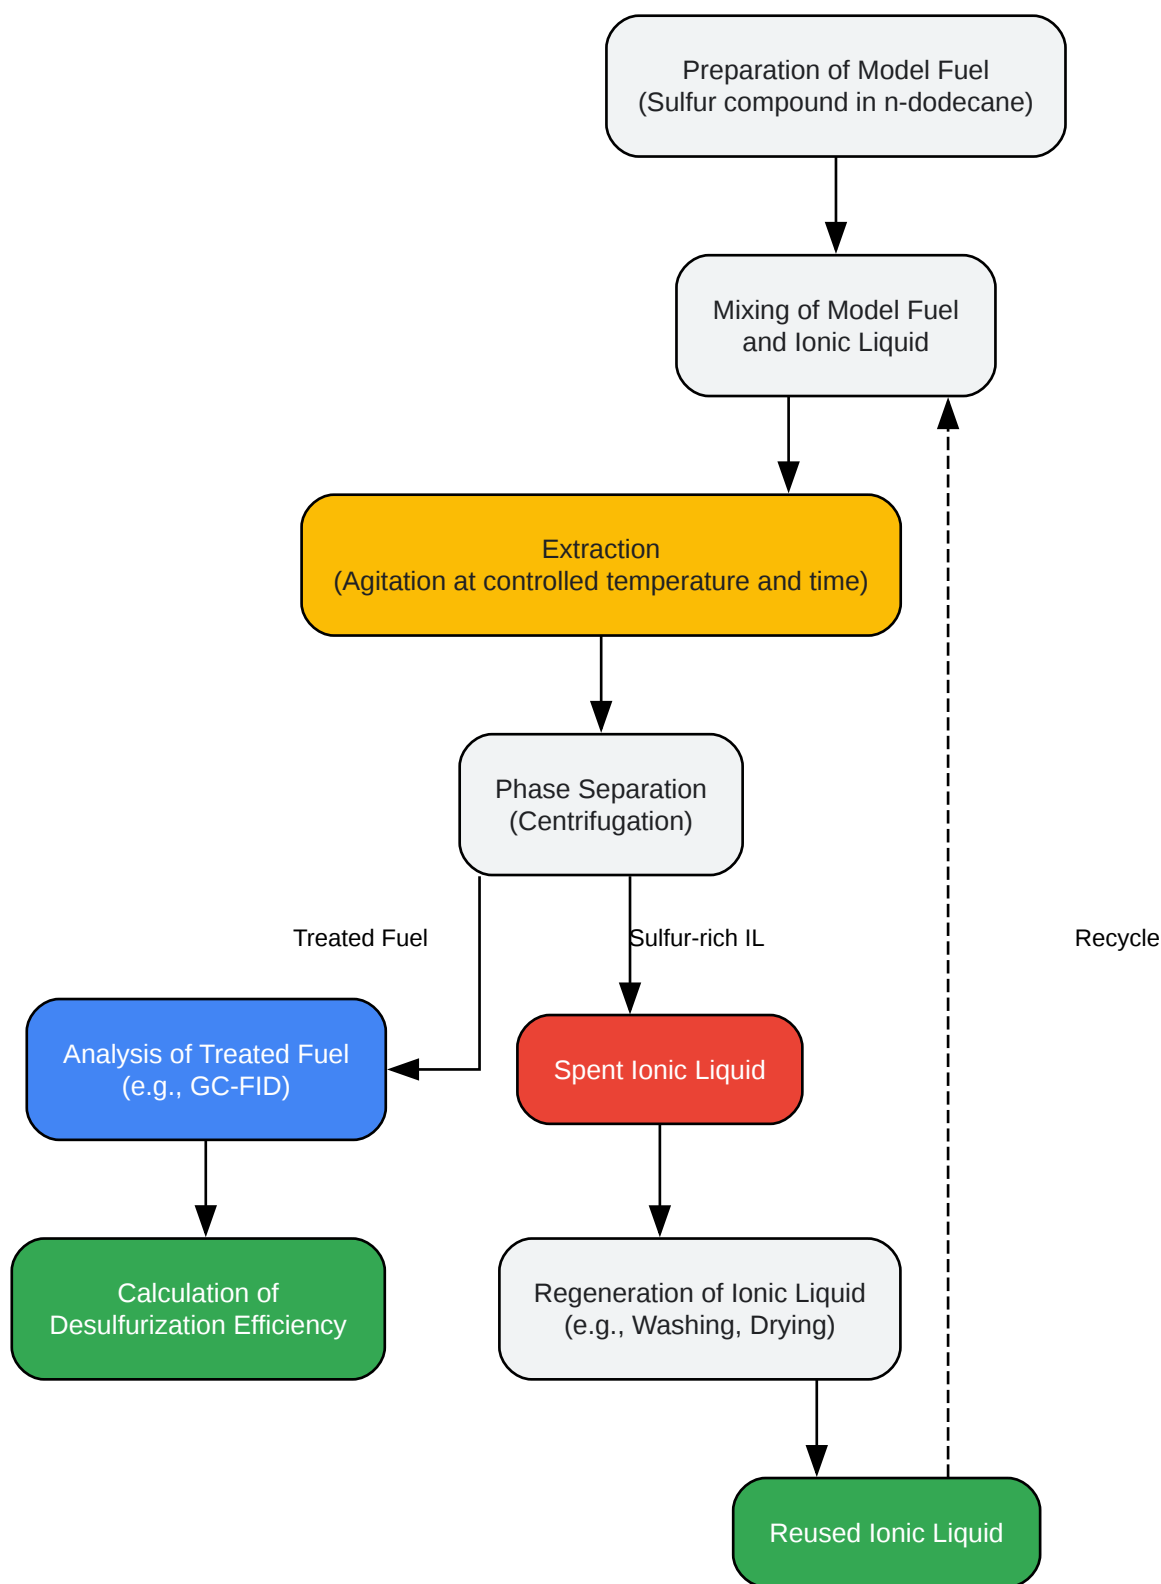 Preparation of Model Fuel
(Sulfur compound in n-dodecane)
Mixing of Model Fuel
and Ionic Liquid
Extraction
(Agitation at controlled temperature and time)
Phase Separation
(Centrifugation)
Treated Fuel
Sulfur-rich IL
Recycle
Analysis of Treated Fuel
(e.g., GC-FID)
Spent Ionic Liquid
Calculation of
Desulfurization Efficiency
Regeneration of Ionic Liquid
(e.g., Washing, Drying)
Reused Ionic Liquid